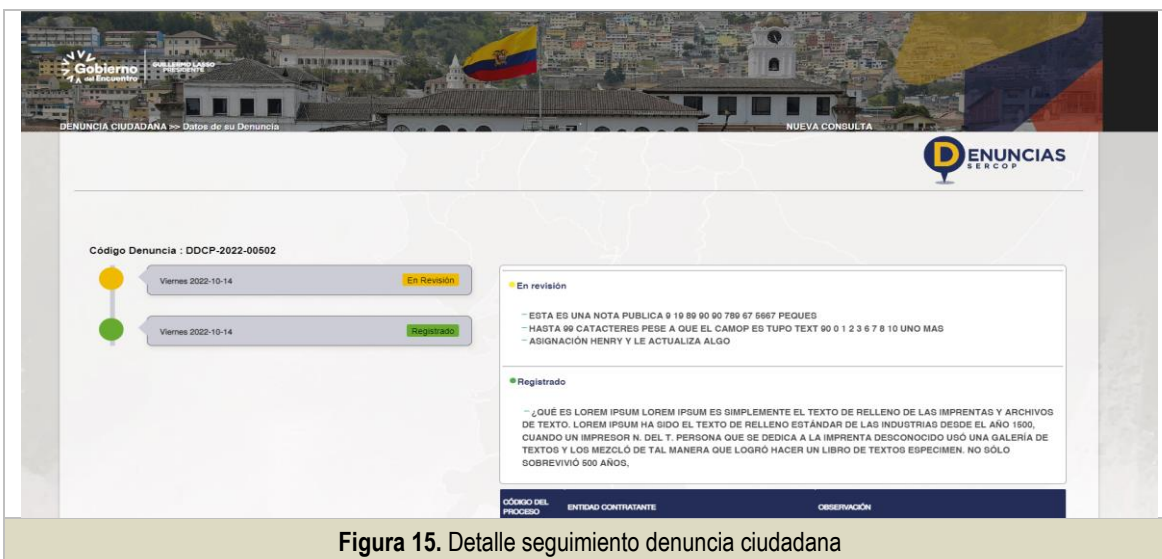 Gobierno
del Encuentro
GUILLERMO LASSO
PRESIDENTE
DENUNCIA CIUDADANA >> Datos de su Denuncia
NUEVA CONSULTA
DENUNCIAS
SERCOP
Código Denuncia : DDCP-2022-00502
Viernes 2022-10-14
En Revisión
Viernes 2022-10-14
Registrado
En revisión
– ESTA ES UNA NOTA PUBLICA 9 19 89 90 90 789 67 5667 PEQUES
– HASTA 99 CATACTERES PESE A QUE EL CAMOP ES TUPO TEXT 90 0 1 2 3 6 7 8 10 UNO MAS
– ASIGNACIÓN HENRY Y LE ACTUALIZA ALGO
Registrado
– ¿QUÉ ES LOREM IPSUM LOREM IPSUM ES SIMPLEMENTE EL TEXTO DE RELLENO DE LAS IMPRENTAS Y ARCHIVOS
DE TEXTO. LOREM IPSUM HA SIDO EL TEXTO DE RELLENO ESTÁNDAR DE LAS INDUSTRIAS DESDE EL AÑO 1500,
CUANDO UN IMPRESOR N. DEL T. PERSONA QUE SE DEDICA A LA IMPRENTA DESCONOCIDO USÓ UNA GALERÍA DE
TEXTOS Y LOS MEZCLÓ DE TAL MANERA QUE LOGRÓ HACER UN LIBRO DE TEXTOS ESPECIMEN. NO SÓLO
SOBREVIVIÓ 500 AÑOS,
CÓDIGO DEL
PROCESO
ENTIDAD CONTRATANTE
OBSERVACIÓN
Figura 15. Detalle seguimiento denuncia ciudadana